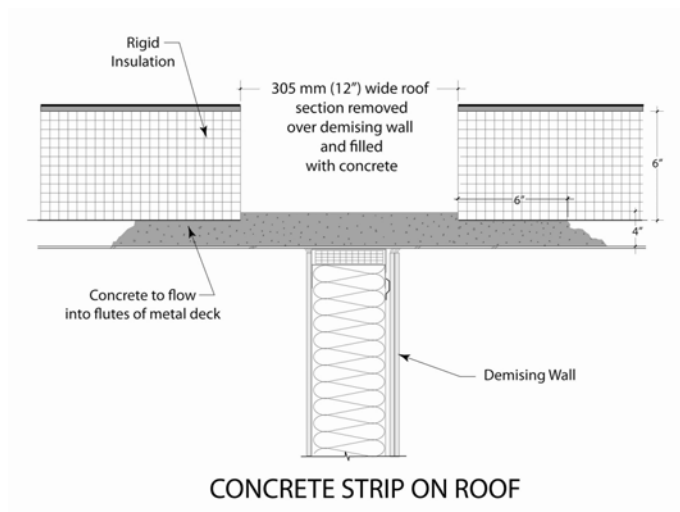 Rigid
Insulation
305 mm (12") wide roof
section removed
over demising wall
and filled
with concrete
6"
6"
4"
Concrete to flow
into flutes of metal deck
Demising Wall
CONCRETE STRIP ON ROOF